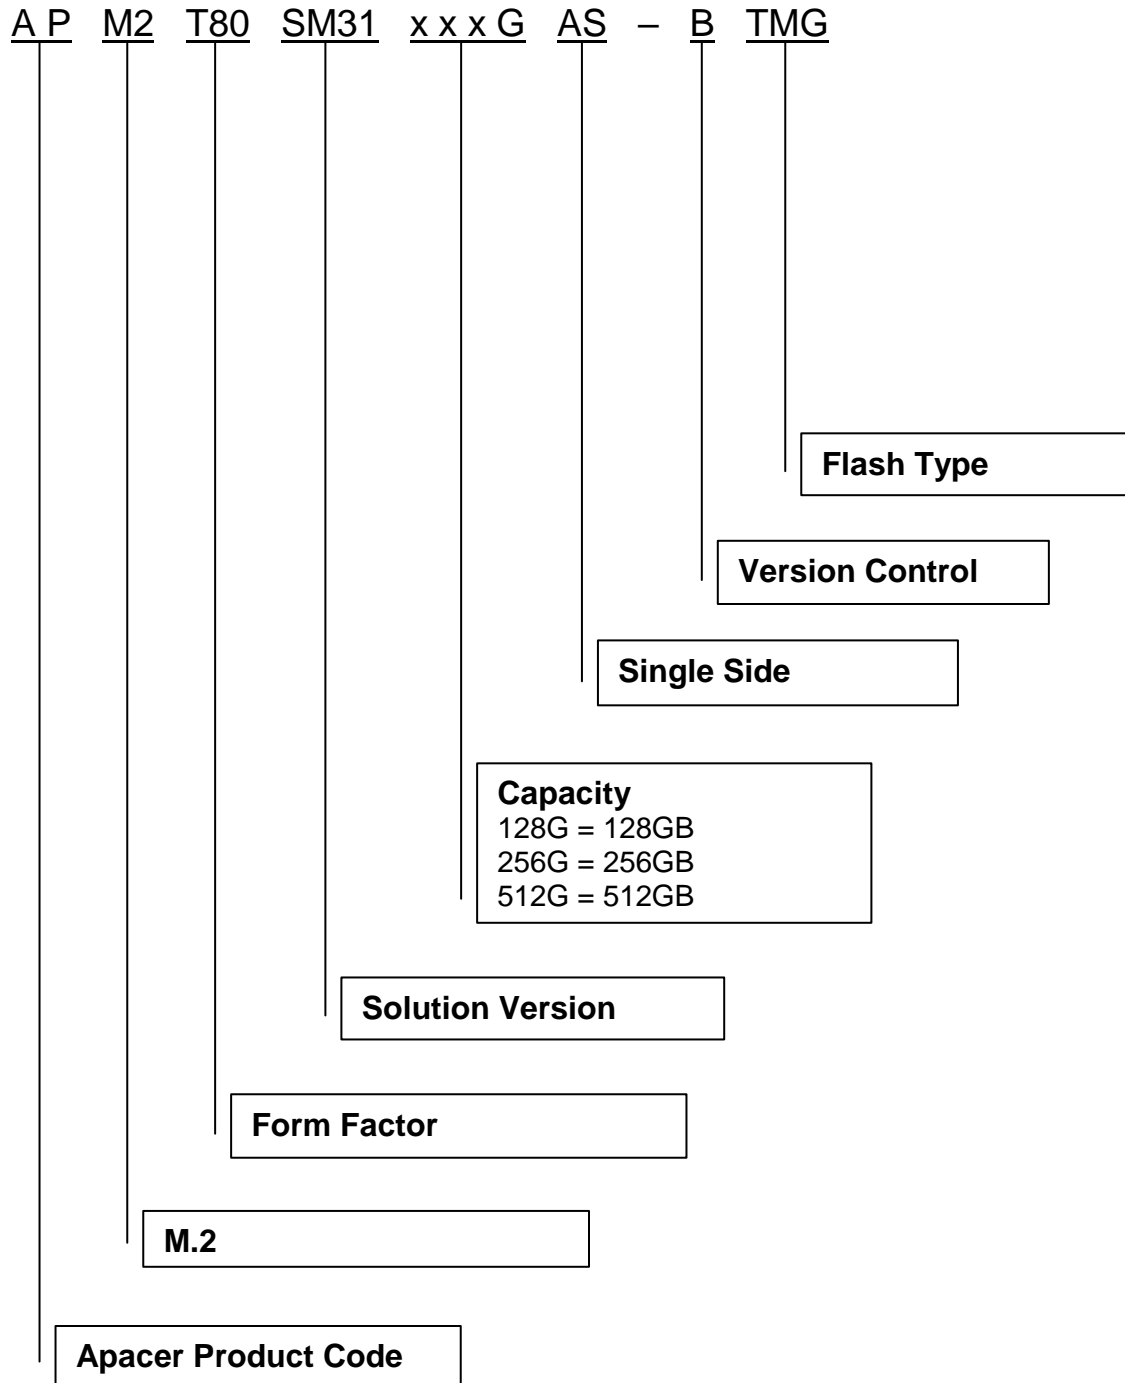 A P M2 T80 SM31 x x x G AS – B TMG
Flash Type
Version Control
Single Side
Capacity
128G = 128GB
256G = 256GB
512G = 512GB
Solution Version
Form Factor
M.2
Apacer Product Code